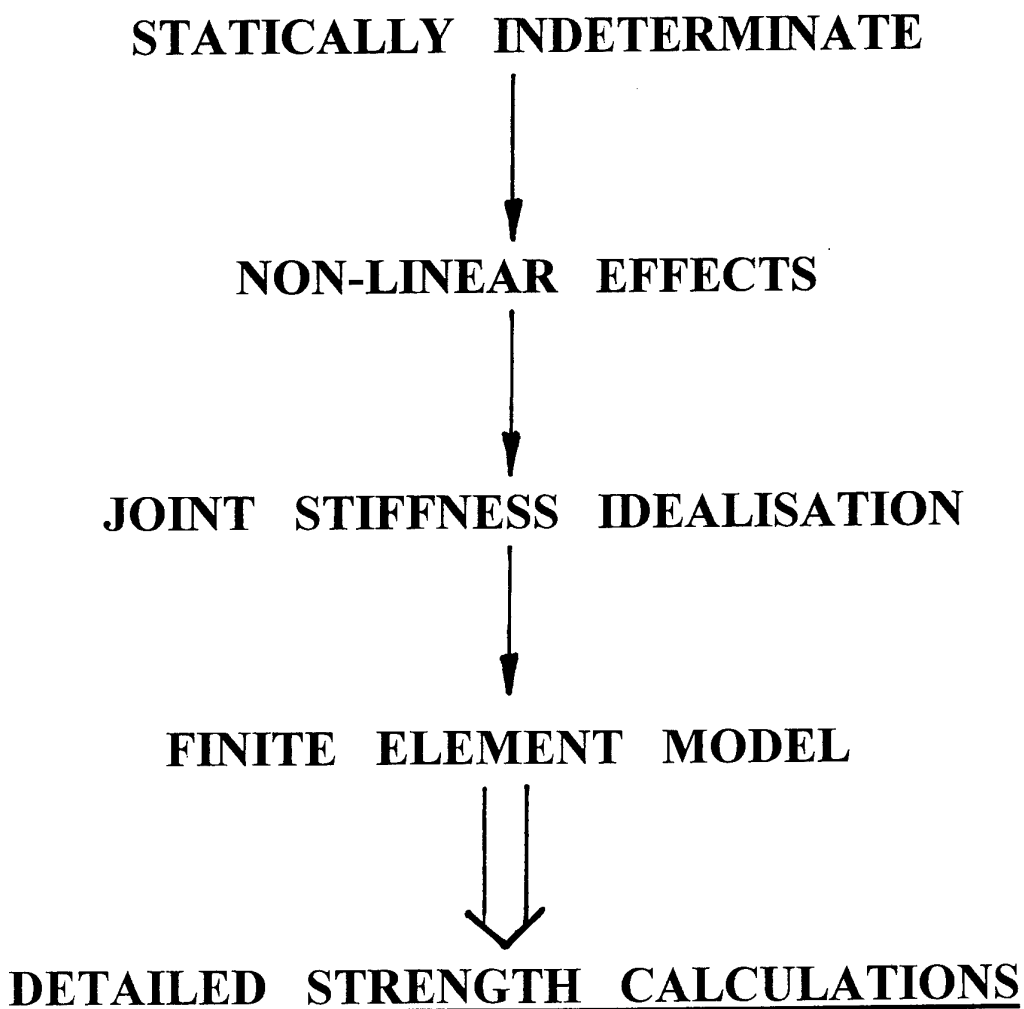 STATICALLY INDETERMINATE
NON-LINEAR EFFECTS
JOINT STIFFNESS IDEALISATION
FINITE ELEMENT MODEL
DETAILED STRENGTH CALCULATIONS